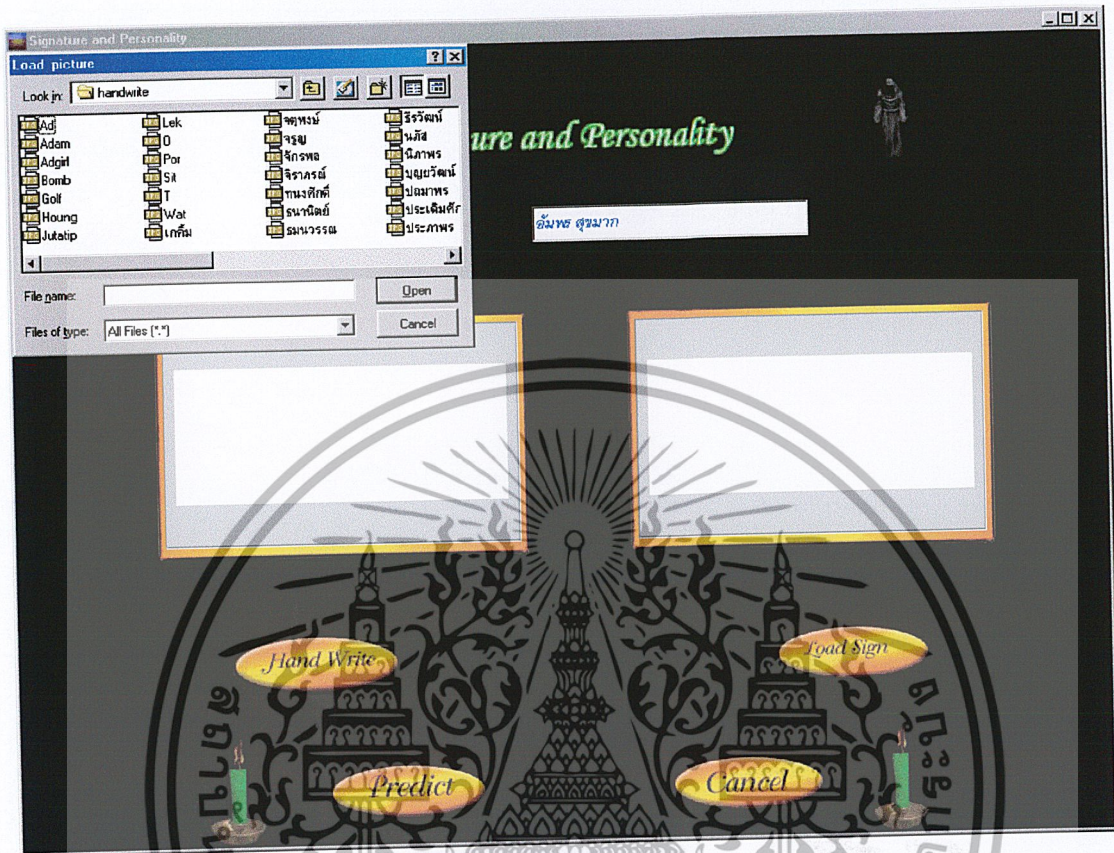 Signature and Personality
Load picture
Look in: handwrite
Ad Lek จตุพงษ์ ธีรวัฒน์
Adam 0 จรูญ นภัส
Adgirl Por จักรพล นิภาพร
Bomb Sit จิราภรณ์ บุญยวัฒน์
Golf T ทนงศักดิ์ ปถมาพร
Houng Wat ธนานิตย์ ประเดิมศัก
Jutatip เกติ้ม ธมนวรรณ ประภาพร
File name: Open
Files of type: All Files (*.*) Cancel
ure and Personality
อัมพร สุขมาก
Hand Write Load Sign
Predict Cancel